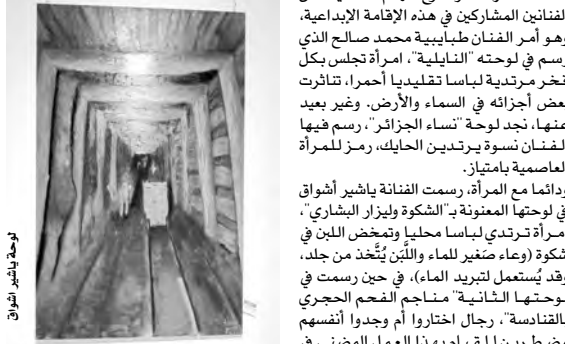 الفنانين المشاركين في هذه الإقامة الإبداعية،
وهو أمر الفنان طبايبية محمد صالح الذي
رسم في لوحته "النايلية"، امرأة تجلس بكل
فخر مرتدية لباسا تقليديا أحمرا، تناثرت
بعض أجزائه في السماء والأرض. وغير بعيد
عنها، نجد لوحة "نساء الجزائر"، رسم فيها
الفنان نسوة يرتدين الحايك، رمز للمرأة
العاصمية بامتياز.
ودائما مع المرأة، رسمت الفنانة ياشير أشواق
في لوحتها المعنونة بـ"الشكوة وليزار البشاري"،
امرأة ترتدي لباسا محليا وتمخض اللبن في
شكوة (وعاء صَغير للماء واللَّبَن يُتَّخذ من جلد،
وقد يُستعمل لتبريد الماء)، في حين رسمت في
لوحتها الثانية" مناجم الفحم الحجري
بالقنادسة"، رجال اختاروا أم وجدوا أنفسهم
لوحة ياشير اشواق